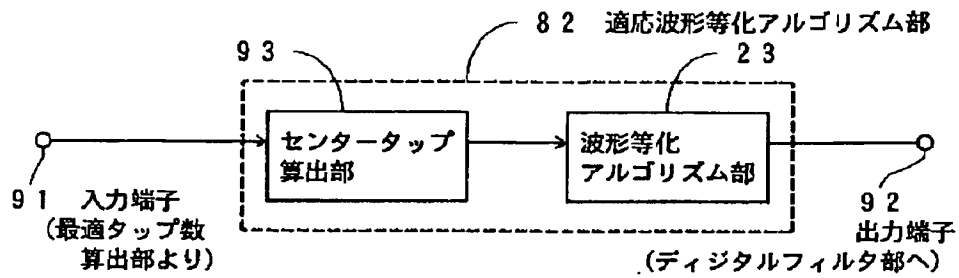 82 適応波形等化アルゴリズム部
93
23
センタータップ
算出部
波形等化
アルゴリズム部
91 入力端子
(最適タップ数
算出部より)
92
出力端子
(ディジタルフィルタ部へ)